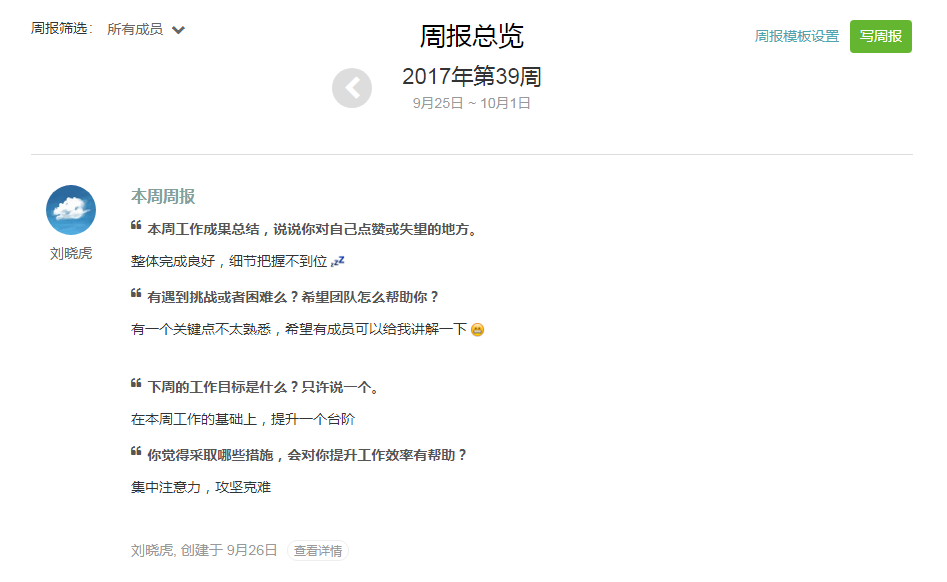 周报筛选： 所有成员
周报总览
周报模板设置
写周报
2017年第39周
9月25日 ~ 10月1日
刘晓虎
本周周报
❝ 本周工作成果总结，说说你对自己点赞或失望的地方。
整体完成良好，细节把握不到位 💤
❝ 有遇到挑战或者困难么？希望团队怎么帮助你？
有一个关键点不太熟悉，希望有成员可以给我讲解一下 😁
❝ 下周的工作目标是什么？只许说一个。
在本周工作的基础上，提升一个台阶
❝ 你觉得采取哪些措施，会对你提升工作效率有帮助？
集中注意力，攻坚克难
刘晓虎, 创建于 9月26日 查看详情